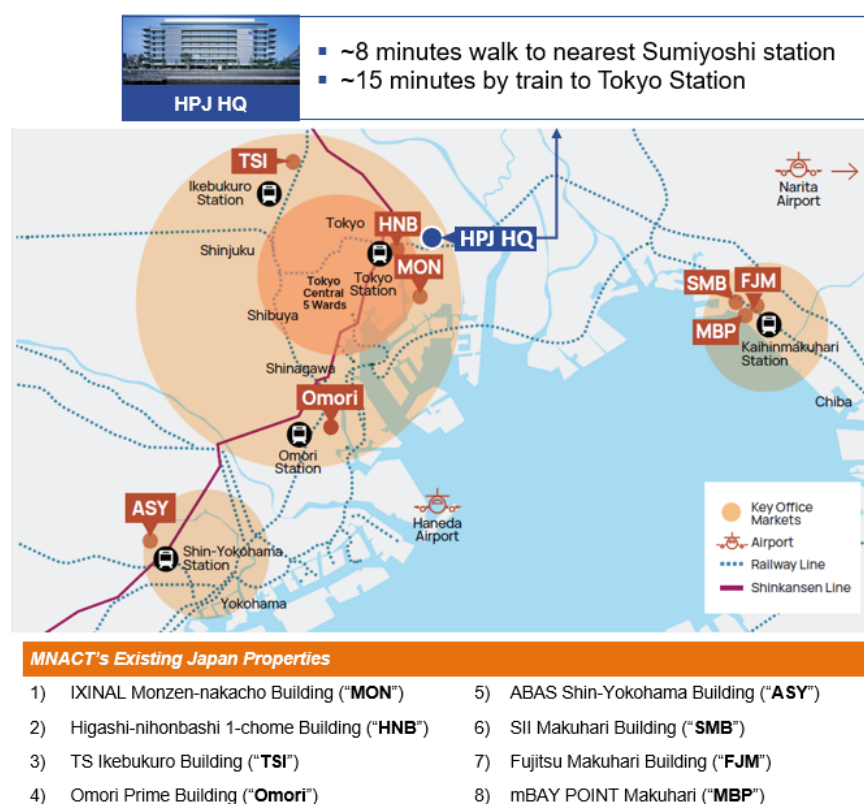 ▪ ~8 minutes walk to nearest Sumiyoshi station
▪ ~15 minutes by train to Tokyo Station
HPJ HQ
TSI
Ikebukuro
Station
Narita
Airport
Tokyo
HNB
HPJ HQ
Shinjuku
Tokyo
Station
MON
Tokyo
Central
5 Wards
SMB
FJM
MBP
Shibuya
Kaihinmakuhari
Station
Shinagawa
Omori
Chiba
Omori
Station
ASY
Haneda
Airport
Shin-Yokohama
Station
Yokohama
Key Office
Markets
Airport
Railway Line
Shinkansen Line
MNACT's Existing Japan Properties
1) IXINAL Monzen-nakacho Building (“MON”)
2) Higashi-nihonbashi 1-chome Building (“HNB”)
3) TS Ikebukuro Building (“TSI”)
4) Omori Prime Building (“Omori”)
5) ABAS Shin-Yokohama Building (“ASY”)
6) SII Makuhari Building (“SMB”)
7) Fujitsu Makuhari Building (“FJM”)
8) mBAY POINT Makuhari (“MBP”)